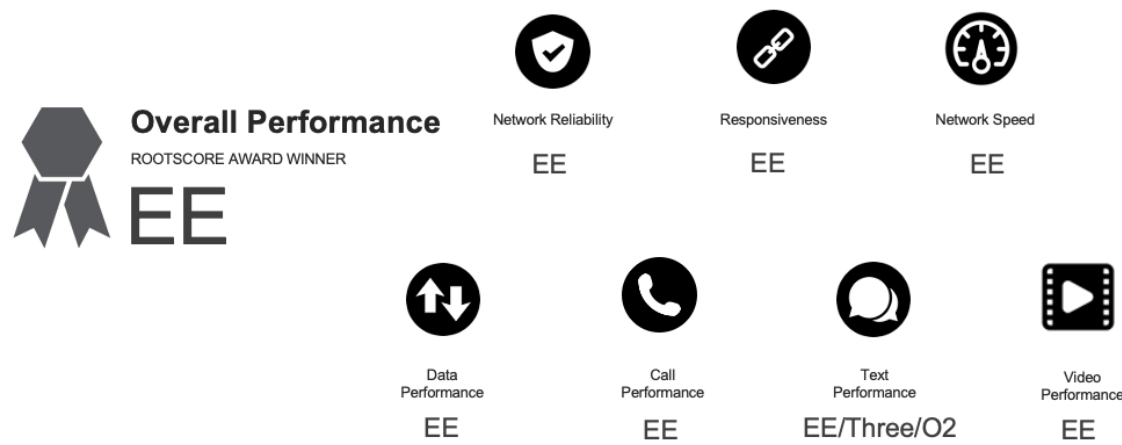 Overall Performance
ROOTSCORE AWARD WINNER
EE
Network Reliability
EE
Responsiveness
EE
Network Speed
EE
Data
Performance
EE
Call
Performance
EE
Text
Performance
EE/Three/O2
Video
Performance
EE